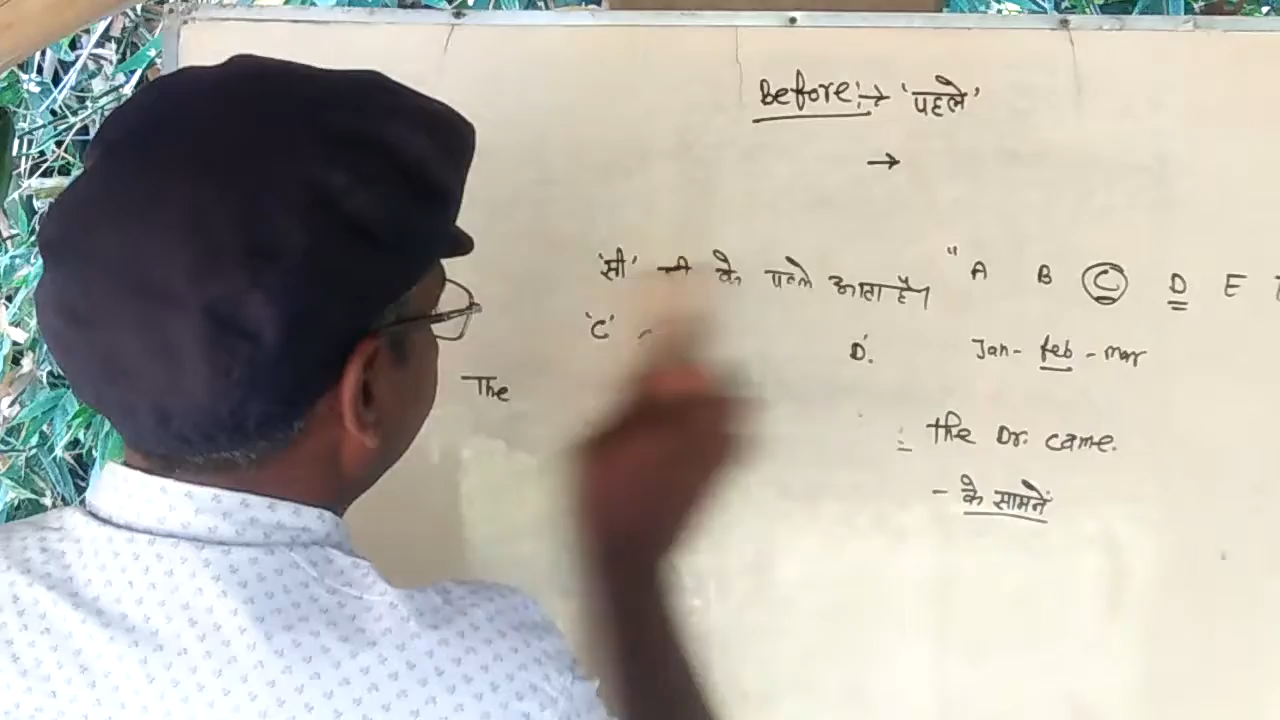 Before :→ 'पहले'
→
'सी' के पहले आता है। " A B C D E
'C' D'. Jan - feb - mar
The
= the Dr. came.
- के सामनें